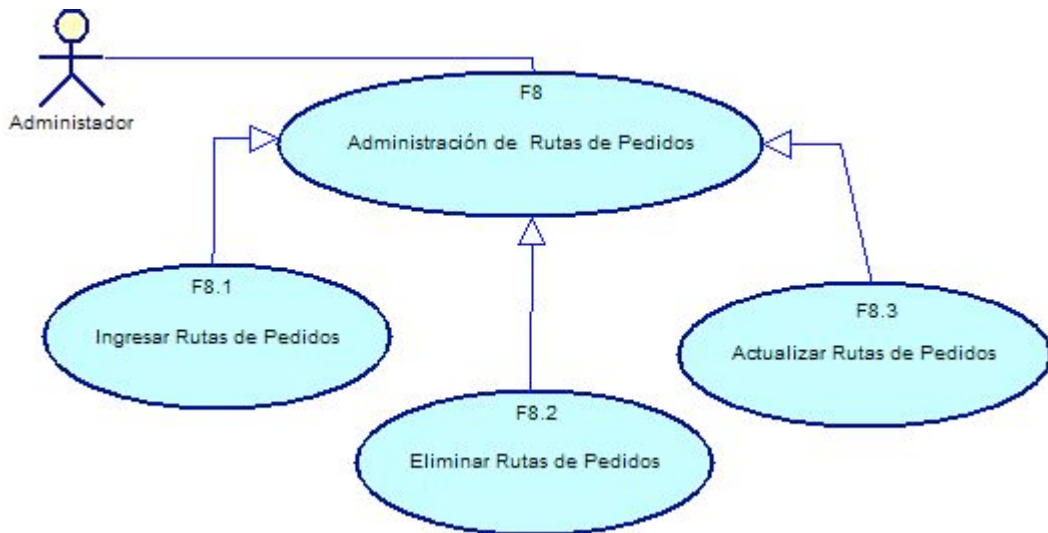 Administador
F8
Administración de Rutas de Pedidos
F8.1
Ingresar Rutas de Pedidos
F8.3
Actualizar Rutas de Pedidos
F8.2
Eliminar Rutas de Pedidos